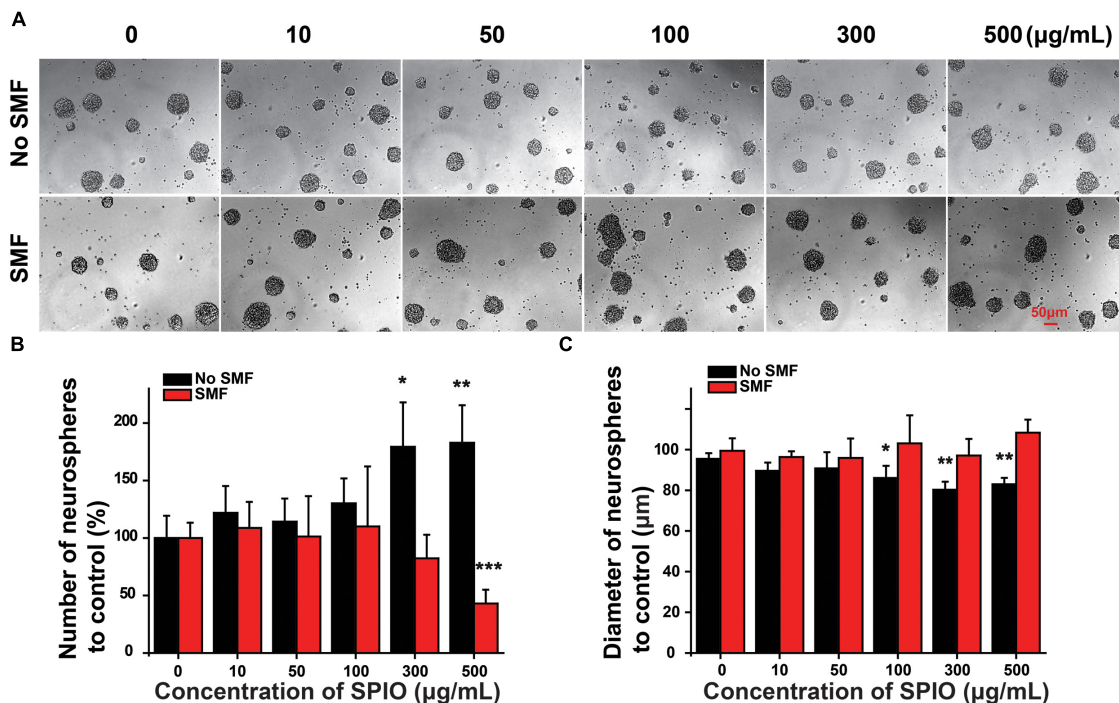 A
0 10 50 100 300 500 (µg/mL)
No SMF
SMF
50µm
B
No SMF
SMF
Number of neurospheres
to control (%)
200
150
100
50
0
* ** ***
0 10 50 100 300 500
Concentration of SPIO (µg/mL)
C
No SMF
SMF
Diameter of neurospheres
to control (µm)
100
80
60
40
20
0
* ** **
0 10 50 100 300 500
Concentration of SPIO (µg/mL)